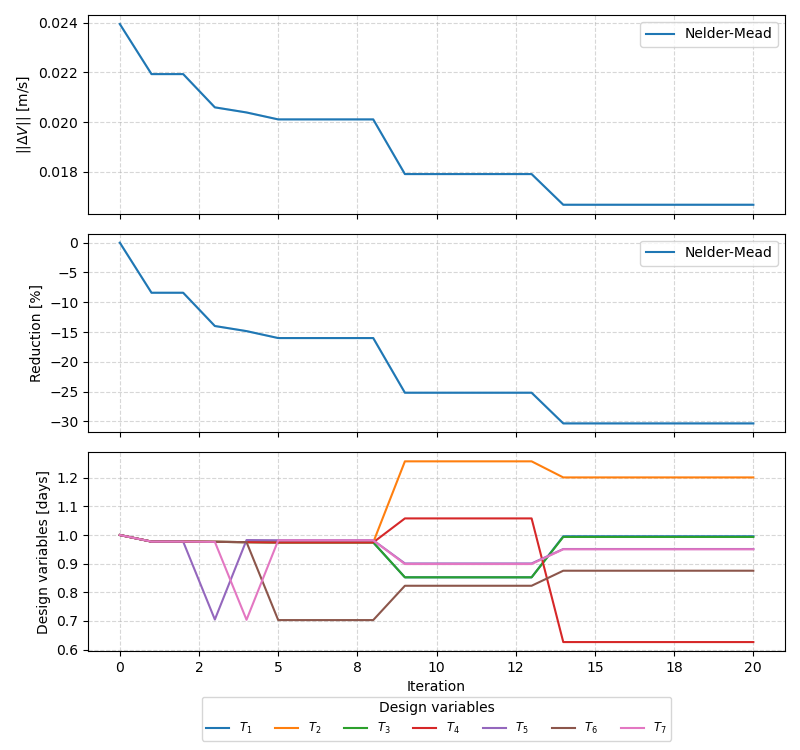 0.024
0.022
0.020
0.018
||ΔV|| [m/s]
Nelder-Mead
0
−5
−10
−15
−20
−25
−30
Reduction [%]
Nelder-Mead
1.2
1.1
1.0
0.9
0.8
0.7
0.6
Design variables [days]
0 2 5 8 10 12 15 18 20
Iteration
Design variables
T₁ T₂ T₃ T₄ T₅ T₆ T₇